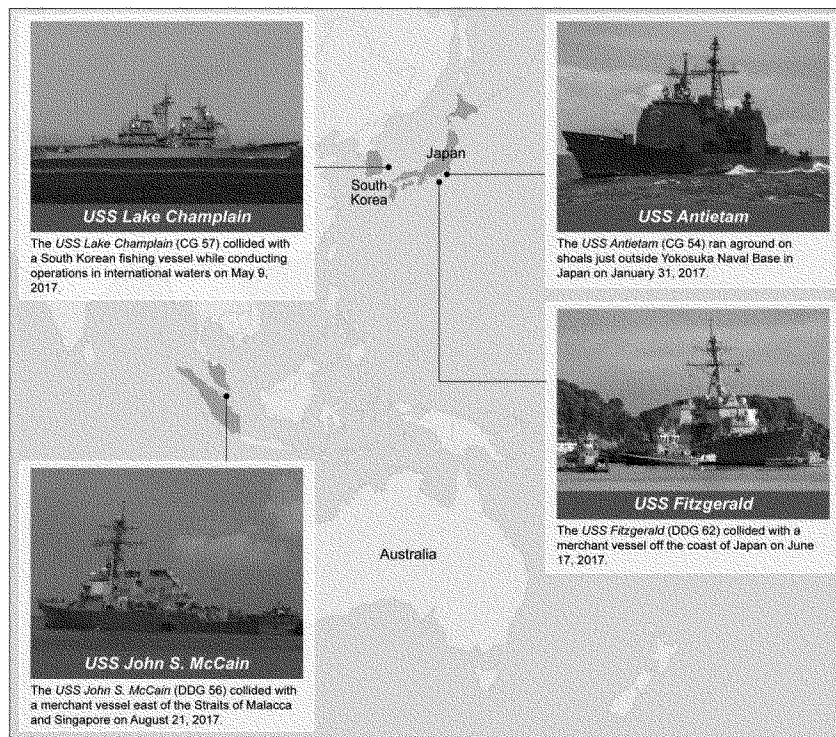 USS Lake Champlain
The USS Lake Champlain (CG 57) collided with
a South Korean fishing vessel while conducting
operations in international waters on May 9,
2017.
Japan
South
Korea
USS Antietam
The USS Antietam (CG 54) ran aground on
shoals just outside Yokosuka Naval Base in
Japan on January 31, 2017.
USS Fitzgerald
The USS Fitzgerald (DDG 62) collided with a
merchant vessel off the coast of Japan on June
17, 2017.
Australia
USS John S. McCain
The USS John S. McCain (DDG 56) collided with
a merchant vessel east of the Straits of Malacca
and Singapore on August 21, 2017.